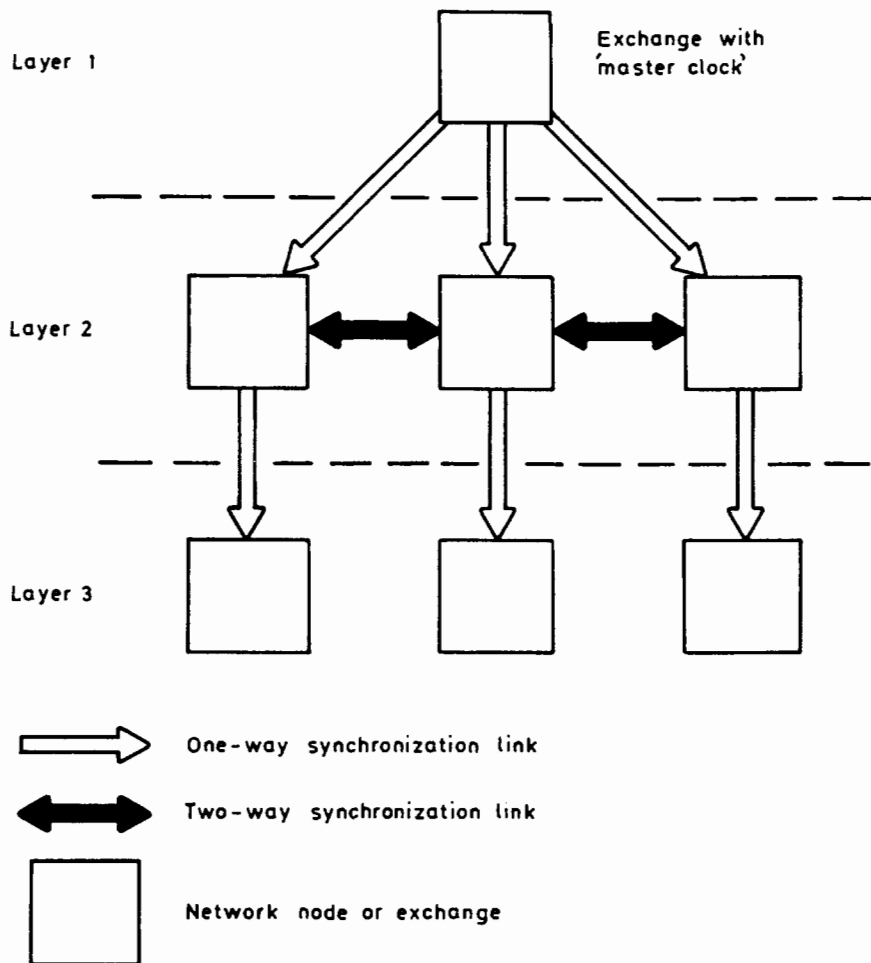 Layer 1
Exchange with
'master clock'
Layer 2
Layer 3
One-way synchronization link
Two-way synchronization link
Network node or exchange